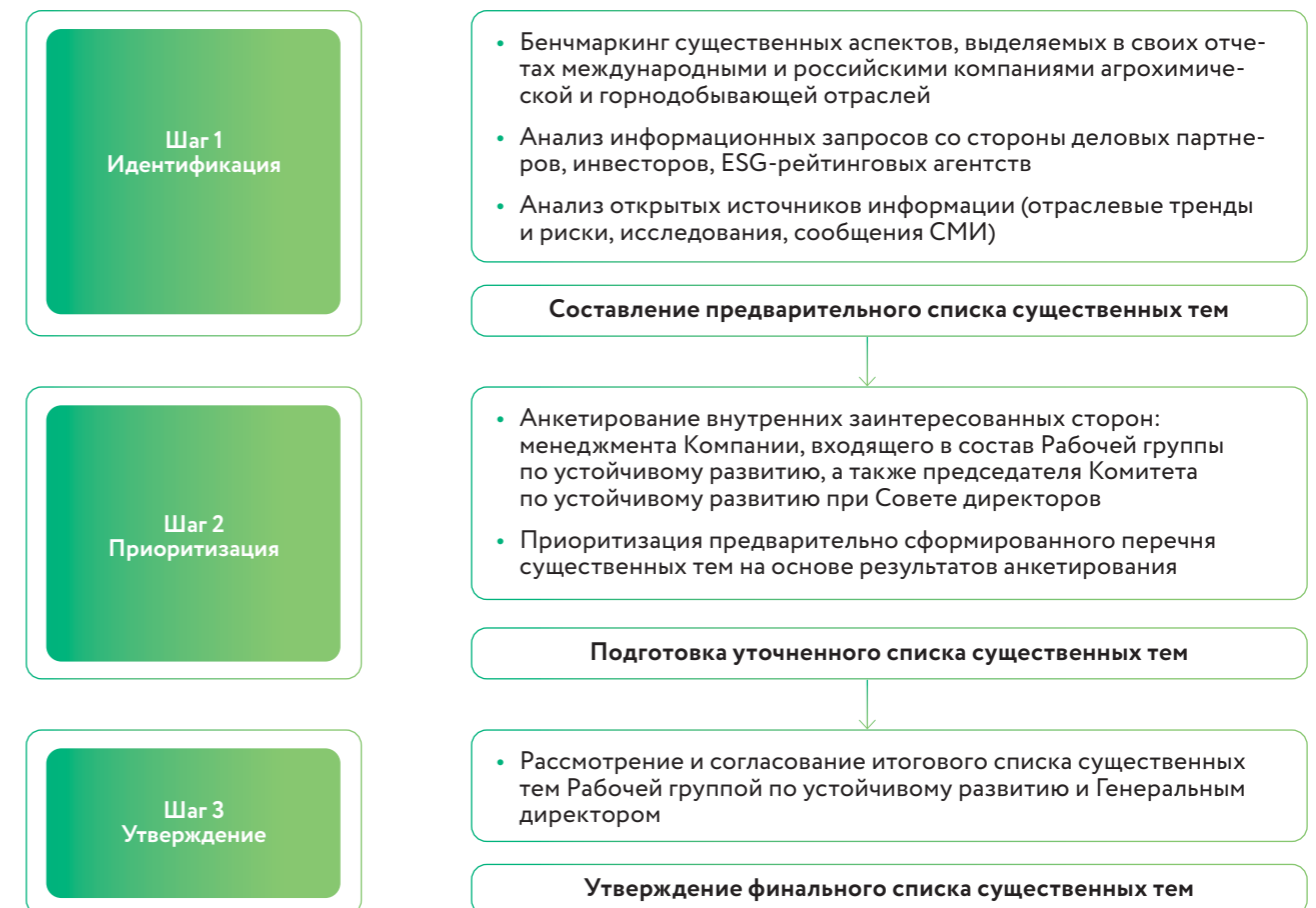 Шаг 1
Идентификация
• Бенчмаркинг существенных аспектов, выделяемых в своих отче-
тах международными и российскими компаниями агрохимиче-
ской и горнодобывающей отраслей
• Анализ информационных запросов со стороны деловых партне-
ров, инвесторов, ESG-рейтинговых агентств
• Анализ открытых источников информации (отраслевые тренды
и риски, исследования, сообщения СМИ)
Составление предварительного списка существенных тем
Шаг 2
Приоритизация
• Анкетирование внутренних заинтересованных сторон:
менеджмента Компании, входящего в состав Рабочей группы
по устойчивому развитию, а также председателя Комитета
по устойчивому развитию при Совете директоров
• Приоритизация предварительно сформированного перечня
существенных тем на основе результатов анкетирования
Подготовка уточненного списка существенных тем
Шаг 3
Утверждение
• Рассмотрение и согласование итогового списка существенных
тем Рабочей группой по устойчивому развитию и Генеральным
директором
Утверждение финального списка существенных тем